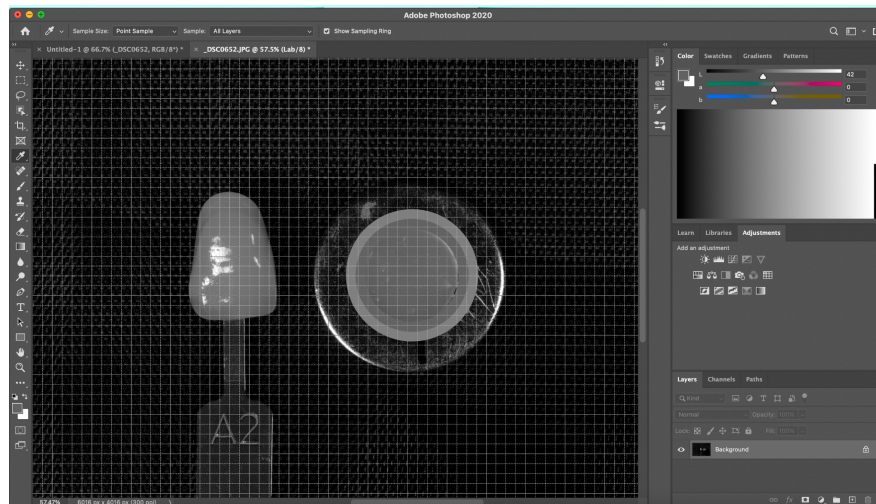 Adobe Photoshop 2020
Sample Size: Point Sample Sample: All Layers Show Sampling Ring
× Untitled-1 @ 66.7% (_DSC0652, RGB/8*) * × _DSC0652.JPG @ 57.5% (Lab/8) *
Color Swatches Gradients Patterns
L 42
a 0
b 0
Learn Libraries Adjustments
Add an adjustment
A2
Layers Channels Paths
Kind
Normal Opacity: 100%
Lock: Fill: 100%
Background
fx
57.47% 6016 px x 4016 px (300 ppi)